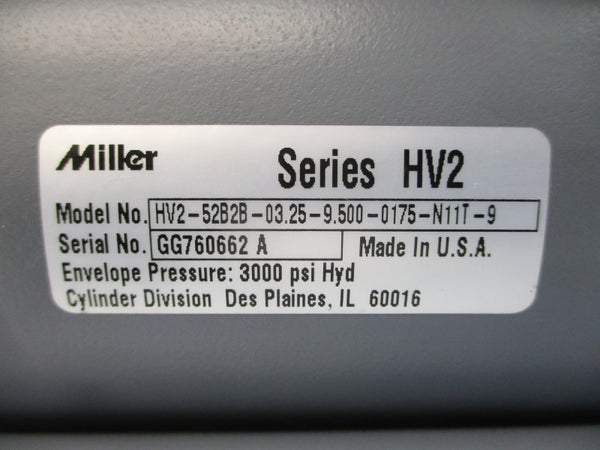 Miller Series HV2
Model No. HV2-52B2B-03.25-9.500-0175-N11T-9
Serial No. GG760662 A Made in U.S.A.
Envelope Pressure: 3000 psi Hyd
Cylinder Division Des Plaines, IL 60016